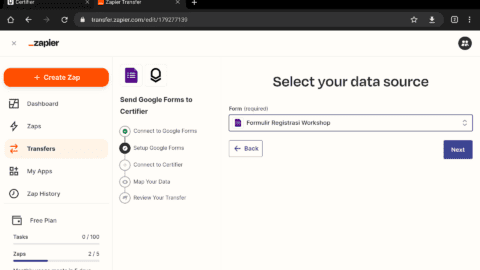 Certifier
Zapier Transfer
transfer.zapier.com/edit/179277139
zapier
+ Create Zap
Dashboard
Zaps
Transfers
My Apps
Zap History
Free Plan
Tasks 0 / 100
Zaps 2 / 5
Send Google Forms to
Certifier
Connect to Google Forms
Setup Google Forms
Connect to Certifier
Map Your Data
Review Your Transfer
Select your data source
Form (required)
Formulir Registrasi Workshop
← Back
Next